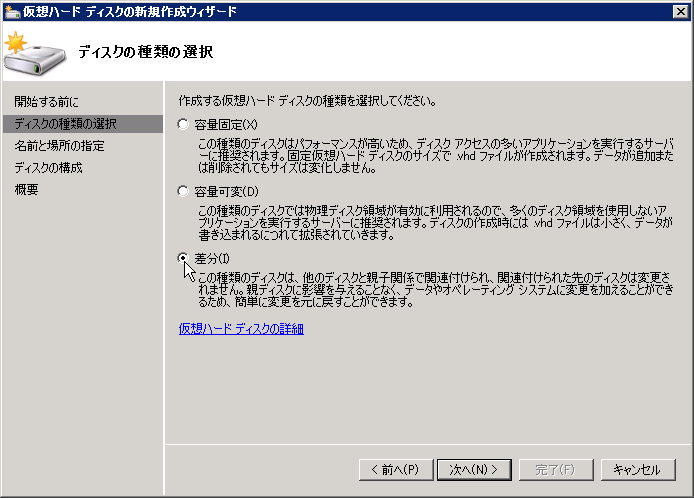 仮想ハード ディスクの新規作成ウィザード
ディスクの種類の選択
開始する前に
ディスクの種類の選択
名前と場所の指定
ディスクの構成
概要
作成する仮想ハード ディスクの種類を選択してください。
容量固定(X)
この種類のディスクはパフォーマンスが高いため、ディスク アクセスの多いアプリケーションを実行するサーバ
ーに推奨されます。固定仮想ハード ディスクのサイズで .vhd ファイルが作成されます。データが追加また
は削除されてもサイズは変化しません。
容量可変(D)
この種類のディスクでは物理ディスク領域が有効に利用されるので、多くのディスク領域を使用しないア
プリケーションを実行するサーバーに推奨されます。ディスクの作成時には .vhd ファイルは小さく、データが
書き込まれるにつれて拡張されていきます。
差分(I)
この種類のディスクは、他のディスクと親子関係で関連付けられ、関連付けられた先のディスクは変更さ
れません。親ディスクに影響を与えることなく、データやオペレーティング システムに変更を加えることができ
るため、簡単に変更を元に戻すことができます。
仮想ハード ディスクの詳細
< 前へ(P)
次へ(N) >
完了(F)
キャンセル